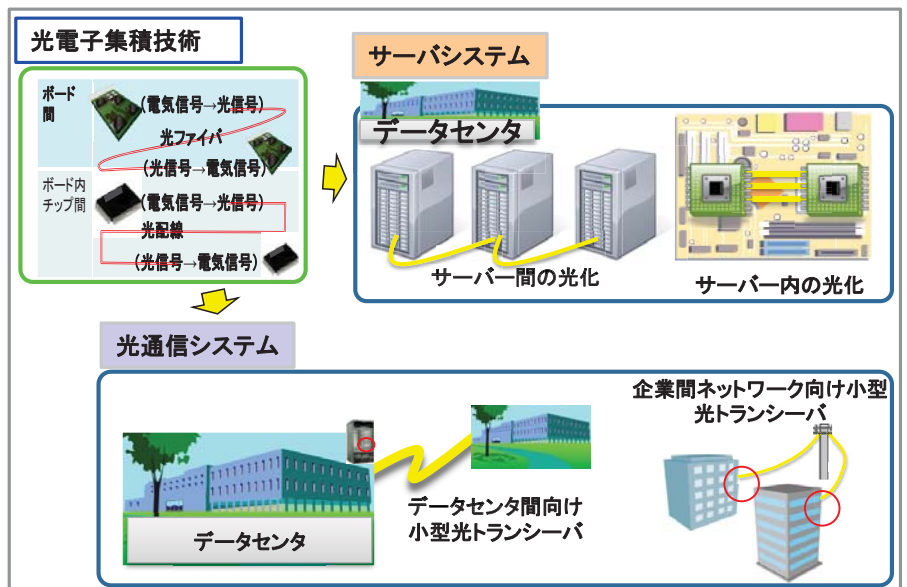 光電子集積技術
ボード
間
(電気信号→光信号)
光ファイバ
(光信号→電気信号)
ボード内
チップ間
(電気信号→光信号)
光配線
(光信号→電気信号)
サーバシステム
データセンタ
サーバー間の光化
サーバー内の光化
光通信システム
データセンタ
データセンタ間向け
小型光トランシーバ
企業間ネットワーク向け小型
光トランシーバ